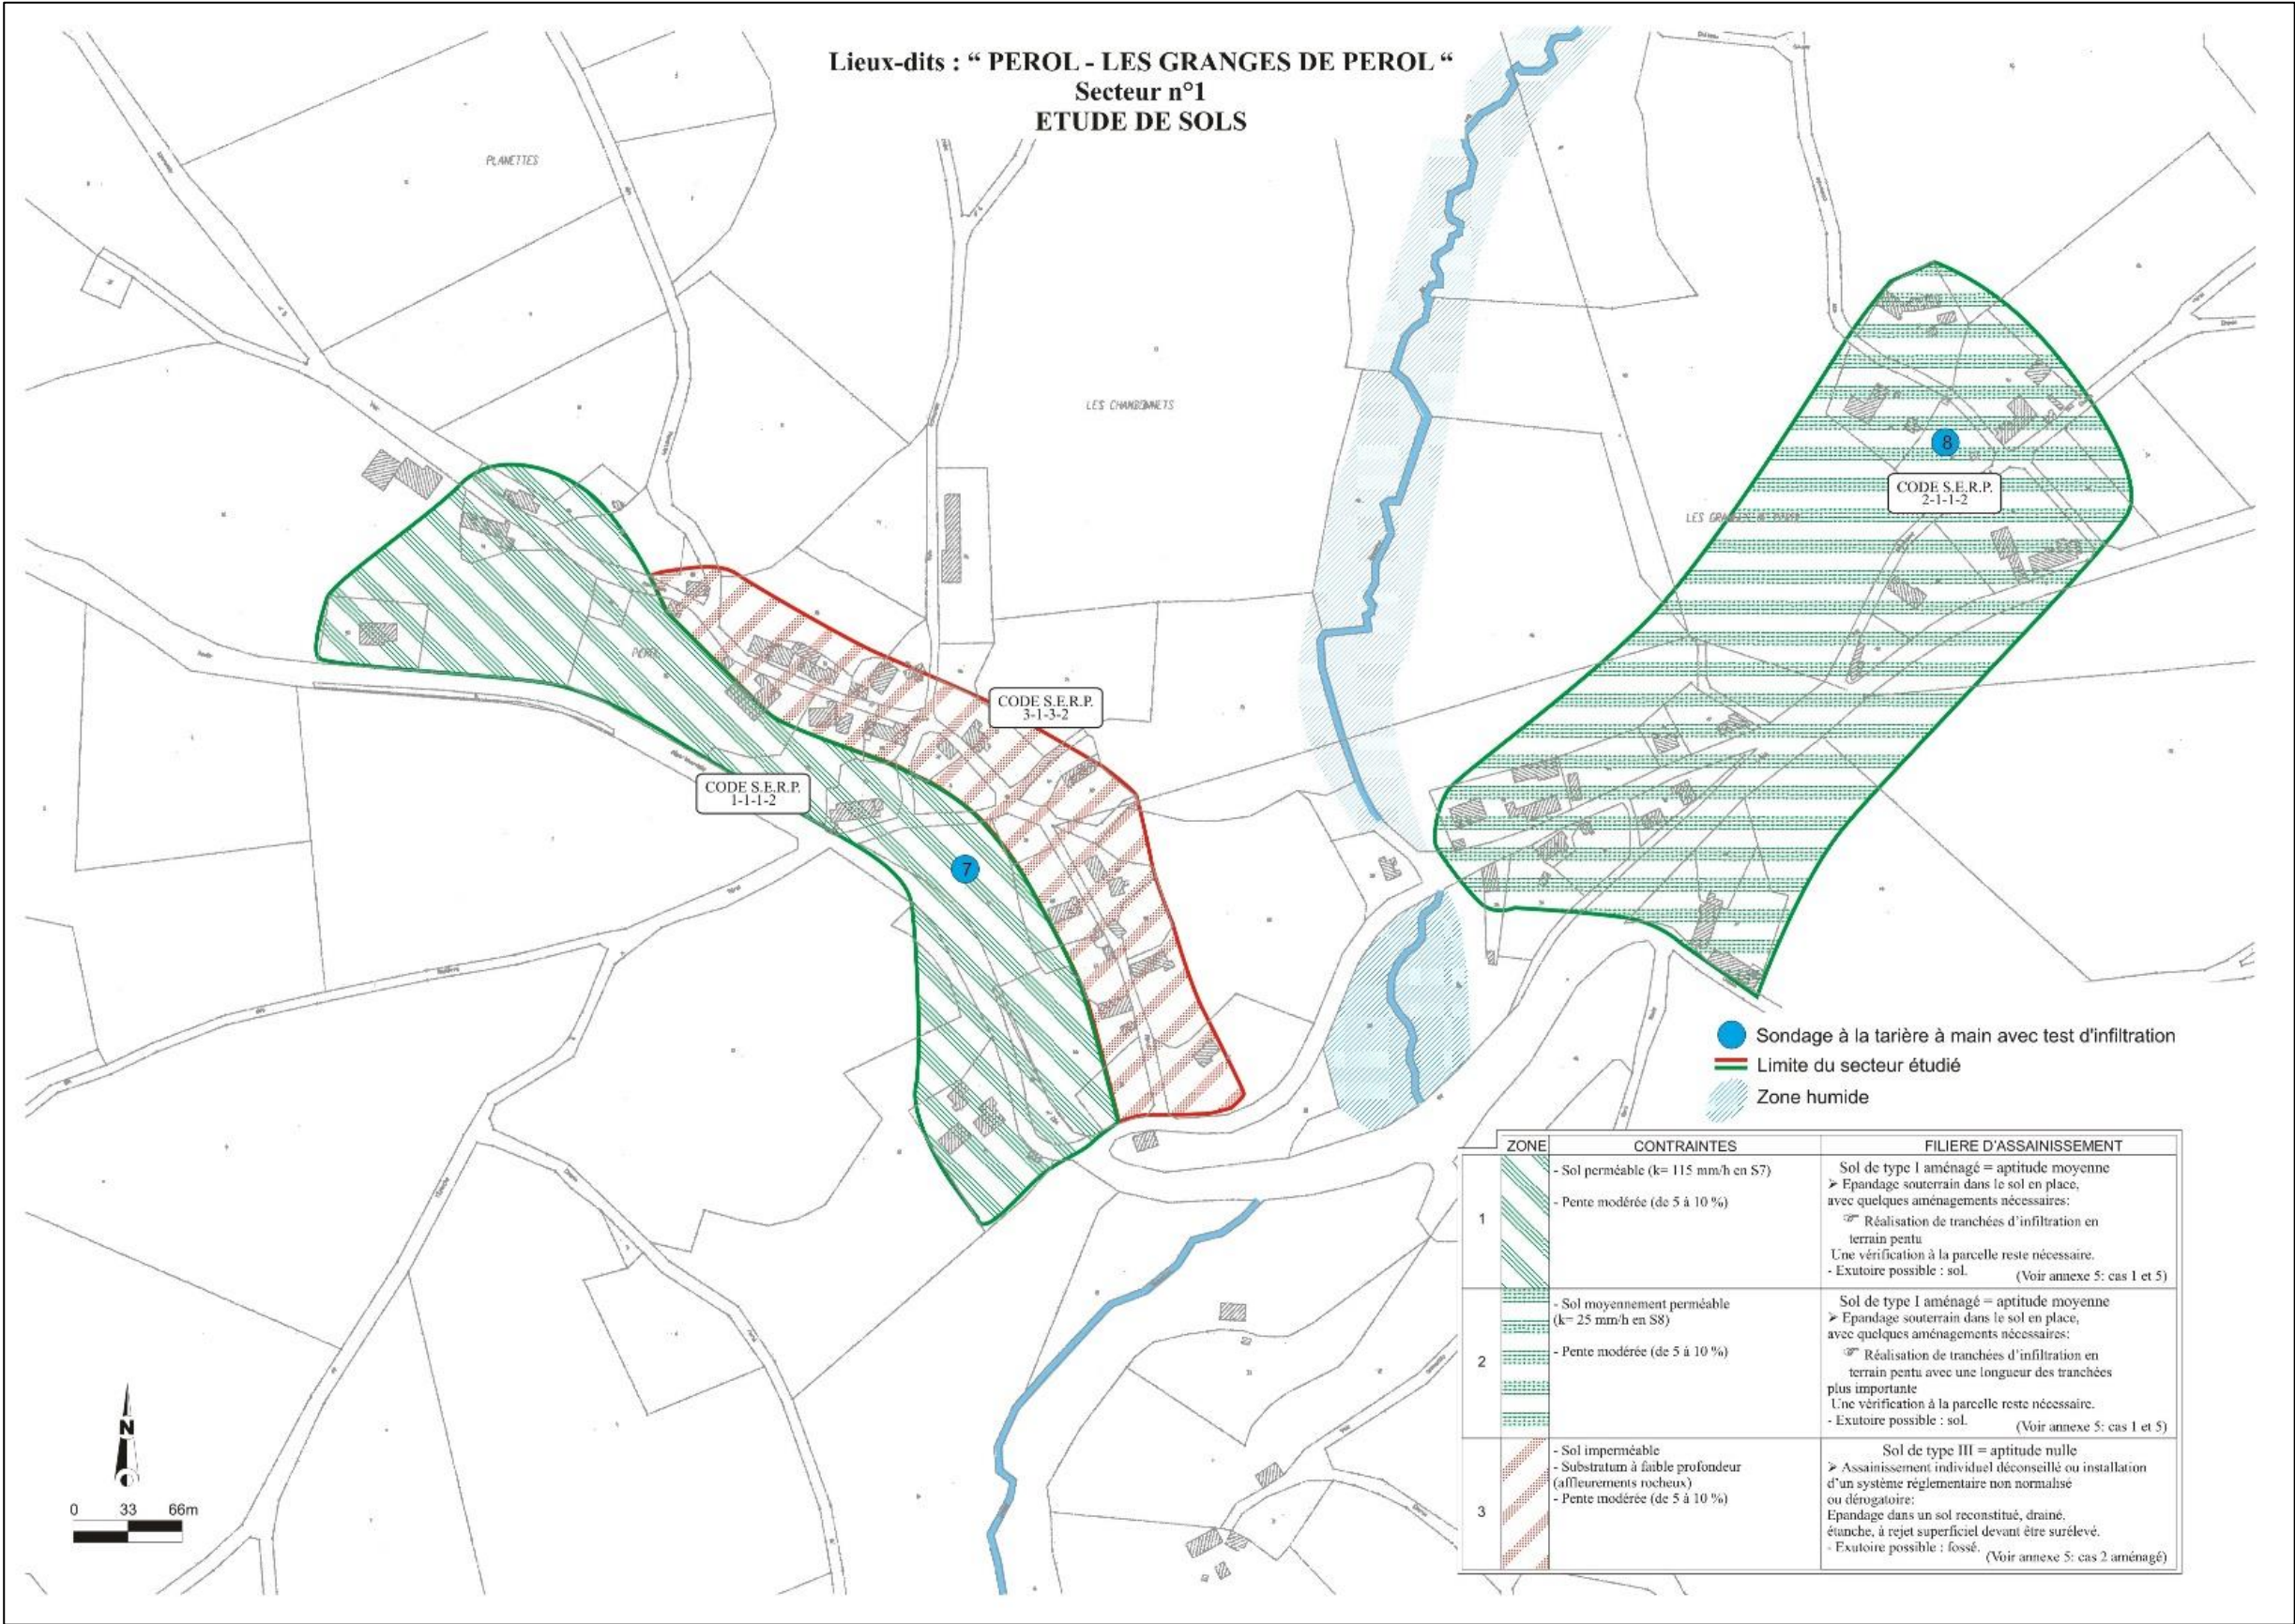 Lieux-dits : “ PEROL - LES GRANGES DE PEROL “
Secteur n°1
ETUDE DE SOLS
PLANETTES
LES CHAMBONNETS
8
CODE S.E.R.P.
2-1-1-2
CODE S.E.R.P.
3-1-3-2
CODE S.E.R.P.
1-1-1-2
7
Sondage à la tarière à main avec test d'infiltration
Limite du secteur étudié
Zone humide
ZONE CONTRAINTES FILIERE D'ASSAINISSEMENT
1
- Sol perméable (k= 115 mm/h en S7)
- Pente modérée (de 5 à 10 %)
Sol de type I aménagé = aptitude moyenne
➢ Epandage souterrain dans le sol en place,
avec quelques aménagements nécessaires:
☞ Réalisation de tranchées d'infiltration en
terrain pentu
Une vérification à la parcelle reste nécessaire.
- Exutoire possible : sol. (Voir annexe 5: cas 1 et 5)
2
- Sol moyennement perméable
(k= 25 mm/h en S8)
- Pente modérée (de 5 à 10 %)
Sol de type I aménagé = aptitude moyenne
➢ Epandage souterrain dans le sol en place,
avec quelques aménagements nécessaires:
☞ Réalisation de tranchées d'infiltration en
terrain pentu avec une longueur des tranchées
plus importante
Une vérification à la parcelle reste nécessaire.
- Exutoire possible : sol. (Voir annexe 5: cas 1 et 5)
3
- Sol imperméable
- Substratum à faible profondeur
(affleurements rocheux)
- Pente modérée (de 5 à 10 %)
Sol de type III = aptitude nulle
➢ Assainissement individuel déconseillé ou installation
d'un système réglementaire non normalisé
ou dérogatoire:
Epandage dans un sol reconstitué, drainé,
étanche, à rejet superficiel devant être surélevé.
- Exutoire possible : fossé. (Voir annexe 5: cas 2 aménagé)
N
0 33 66m